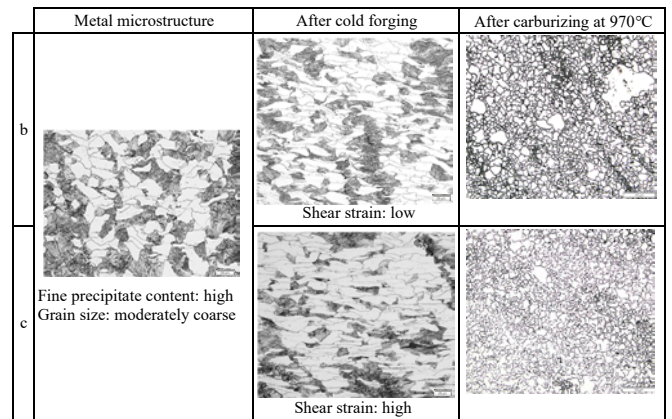 Metal microstructure
After cold forging
After carburizing at 970℃
b
Shear strain: low
Fine precipitate content: high
Grain size: moderately coarse
c
Shear strain: high